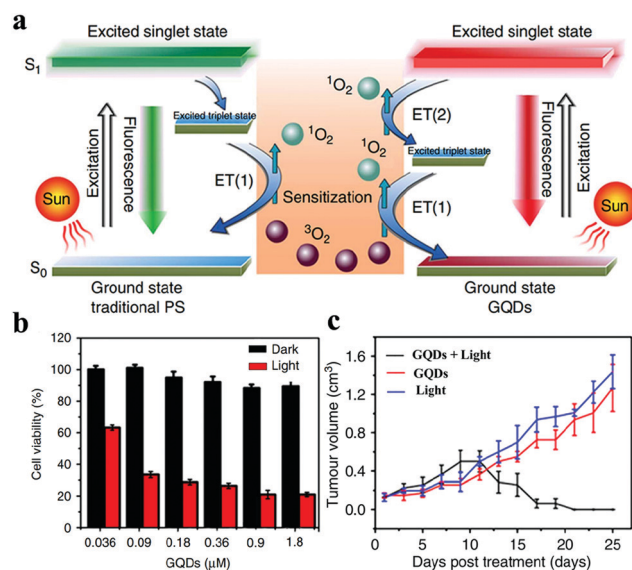 a
Excited singlet state
Excited singlet state
S1
¹O2
ET(2)
Excited triplet state
¹O2
Excited triplet state
¹O2
Excitation
Fluorescence
ET(1)
Sensitization
ET(1)
Fluorescence
Excitation
Sun
Sun
³O2
S0
Ground state
traditional PS
Ground state
GQDs
b
Cell viability (%)
120
100
80
60
40
20
0
Dark
Light
0.036 0.09 0.18 0.36 0.9 1.8
GQDs (μM)
c
Tumour volume (cm³)
1.6
1.2
0.8
0.4
0.0
GQDs + Light
GQDs
Light
0 5 10 15 20 25
Days post treatment (days)